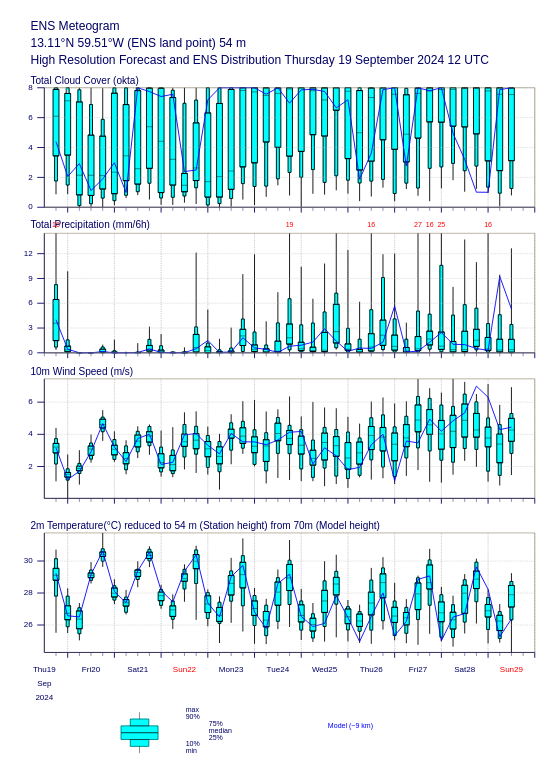 ENS Meteogram
13.11°N 59.51°W (ENS land point) 54 m
High Resolution Forecast and ENS Distribution Thursday 19 September 2024 12 UTC
Total Cloud Cover (okta)
8
6
4
2
0
Total Precipitation (mm/6h)
19 16 27 16 25 16
12
9
6
3
0
10m Wind Speed (m/s)
6
4
2
2m Temperature(°C) reduced to 54 m (Station height) from 70m (Model height)
30
28
26
Thu19 Fri20 Sat21 Sun22 Mon23 Tue24 Wed25 Thu26 Fri27 Sat28 Sun29
Sep
2024
max
90%
75%
median
25%
10%
min
Model (~9 km)